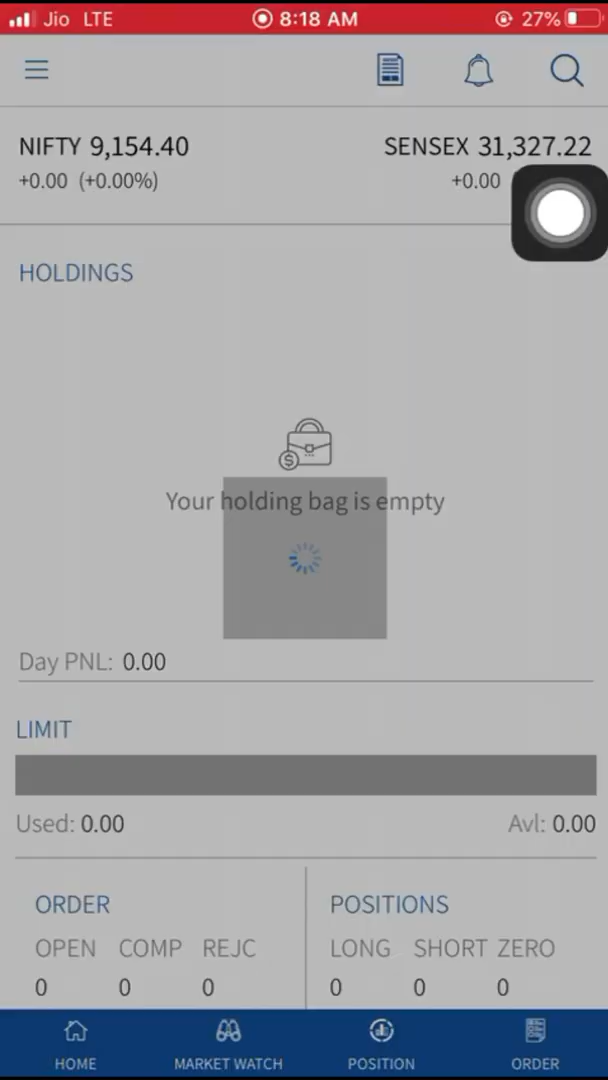 Jio LTE 8:18 AM 27%
NIFTY 9,154.40 SENSEX 31,327.22
+0.00 (+0.00%) +0.00
HOLDINGS
$
Your holding bag is empty
Day PNL: 0.00
LIMIT
Used: 0.00 Avl: 0.00
ORDER POSITIONS
OPEN COMP REJC LONG SHORT ZERO
0 0 0 0 0 0
HOME MARKET WATCH POSITION ORDER